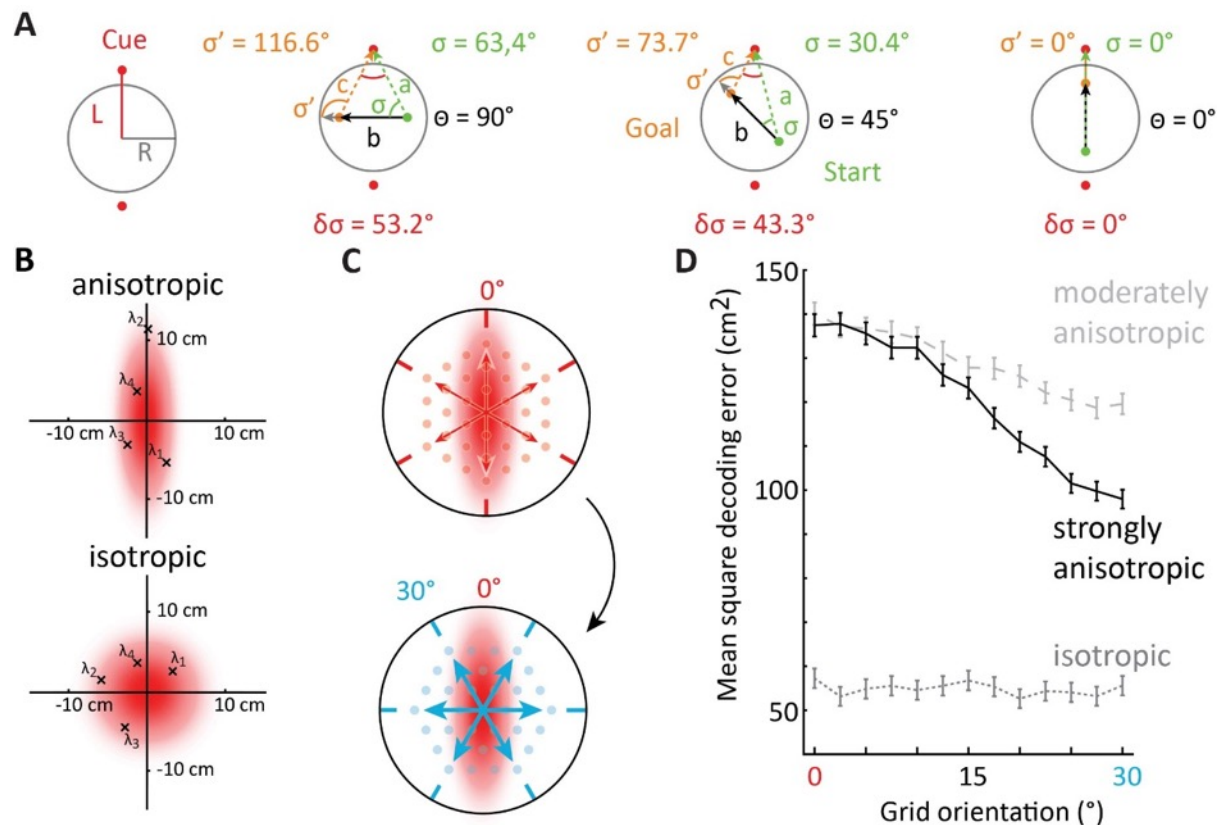 A
Cue
L
R
σ' = 116.6°
σ = 63,4°
c
a
σ'
σ
b
Θ = 90°
δσ = 53.2°
σ' = 73.7°
σ = 30.4°
c
σ'
a
Goal
b
σ
Θ = 45°
Start
δσ = 43.3°
σ' = 0°
σ = 0°
Θ = 0°
δσ = 0°
B
anisotropic
λ2
10 cm
λ4
-10 cm
10 cm
λ3
λ1
-10 cm
isotropic
10 cm
λ4
λ1
λ2
-10 cm
10 cm
λ3
-10 cm
C
0°
30°
0°
D
Mean square decoding error (cm²)
150
100
50
moderately
anisotropic
strongly
anisotropic
isotropic
0
15
30
Grid orientation (°)